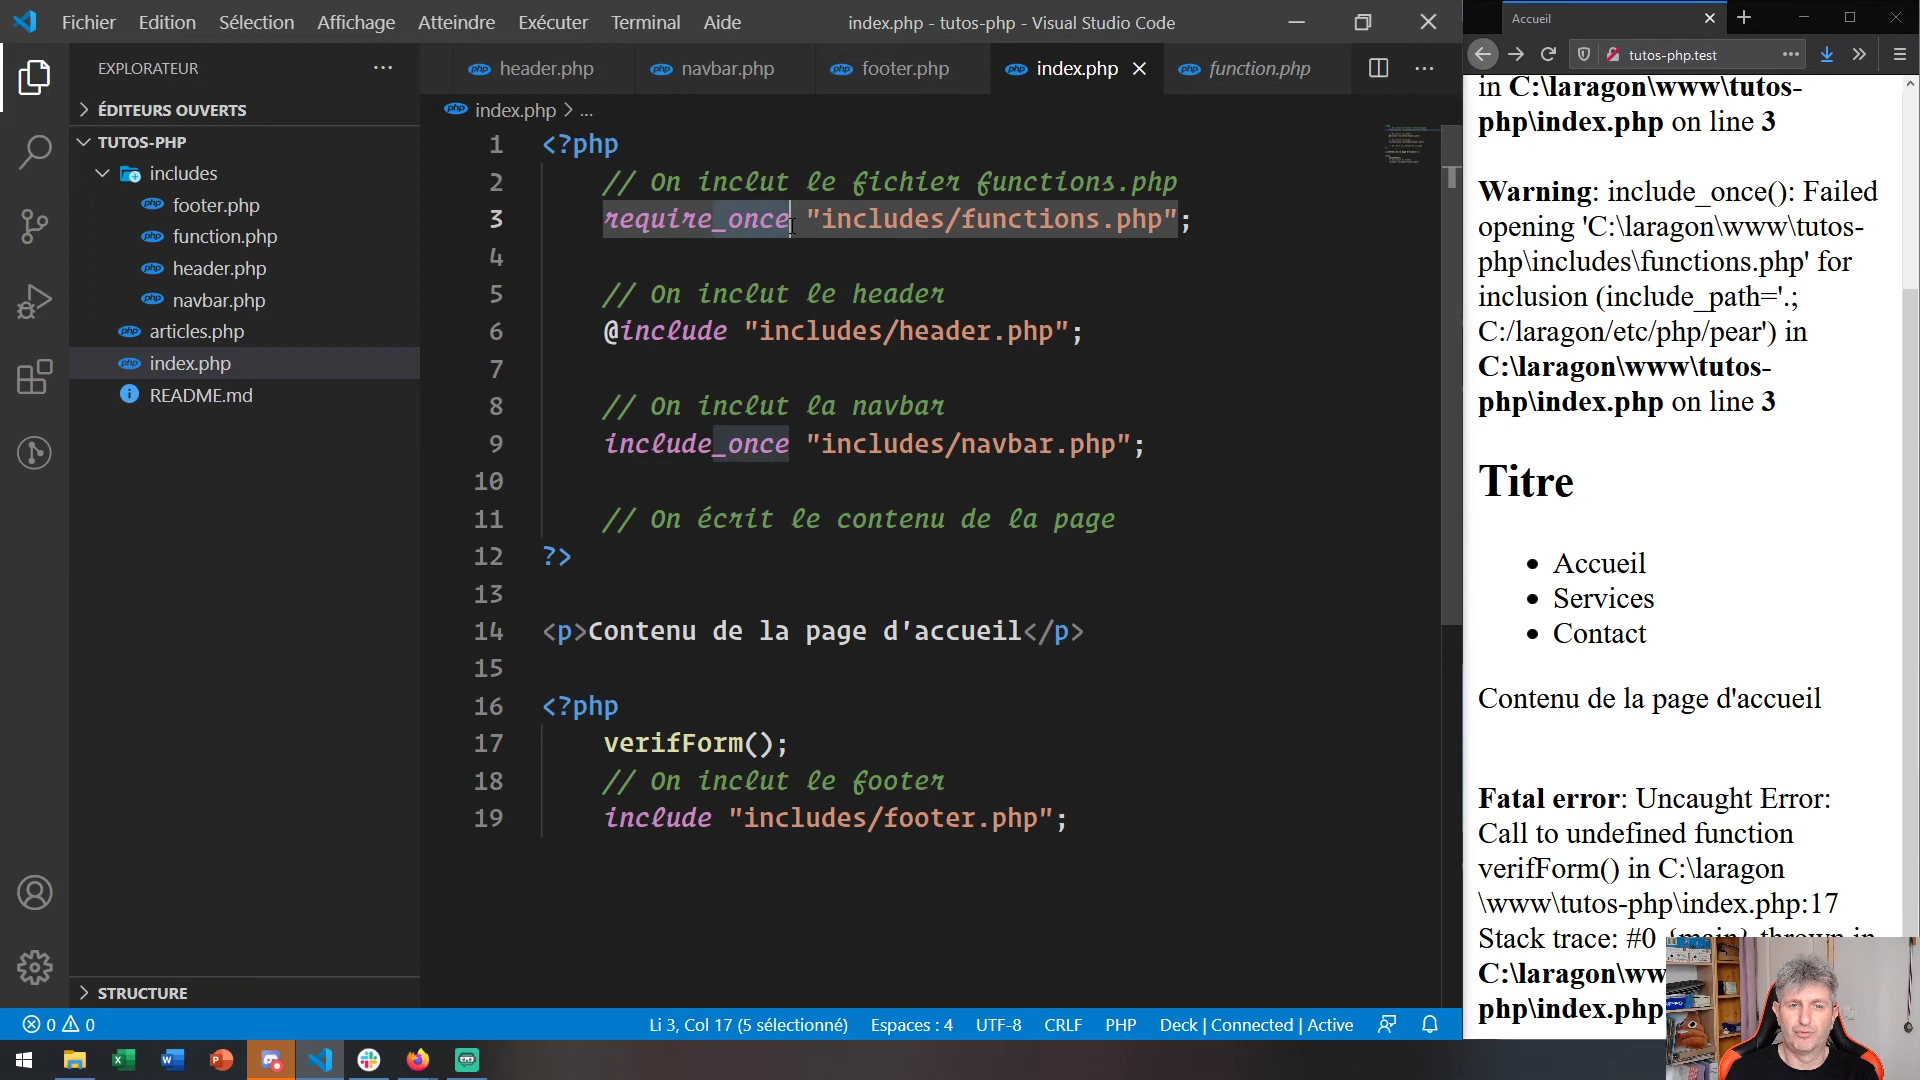 Fichier Edition Sélection Affichage Atteindre Exécuter Terminal Aide
index.php - tutos-php - Visual Studio Code
EXPLORATEUR
ÉDITEURS OUVERTS
TUTOS-PHP
includes
footer.php
function.php
header.php
navbar.php
articles.php
index.php
README.md
STRUCTURE
header.php navbar.php footer.php index.php function.php
index.php > ...
1 <?php
2 // On inclut le fichier functions.php
3 require_once "includes/functions.php";
4
5 // On inclut le header
6 @include "includes/header.php";
7
8 // On inclut la navbar
9 include_once "includes/navbar.php";
10
11 // On écrit le contenu de la page
12 ?>
13
14 <p>Contenu de la page d'accueil</p>
15
16 <?php
17 verifForm();
18 // On inclut le footer
19 include "includes/footer.php";
0 0
Li 3, Col 17 (5 sélectionné) Espaces : 4 UTF-8 CRLF PHP Deck | Connected | Active
Accueil
tutos-php.test
in C:\laragon\www\tutos-
php\index.php on line 3
Warning: include_once(): Failed
opening 'C:\laragon\www\tutos-
php\includes\functions.php' for
inclusion (include_path='.;
C:/laragon/etc/php/pear') in
C:\laragon\www\tutos-
php\index.php on line 3
Titre
Accueil
Services
Contact
Contenu de la page d'accueil
Fatal error: Uncaught Error:
Call to undefined function
verifForm() in C:\laragon
\www\tutos-php\index.php:17
Stack trace: #0 {main} thrown in
C:\laragon\ww
php\index.php